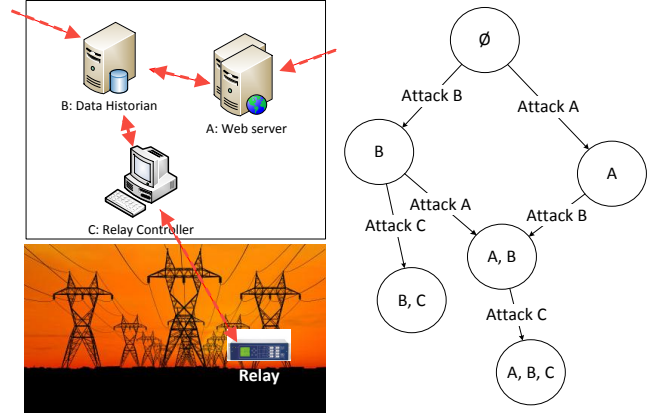 B: Data Historian
A: Web server
C: Relay Controller
Relay
Ø
Attack B
Attack A
B
A
Attack A
Attack C
Attack B
A, B
B, C
Attack C
A, B, C